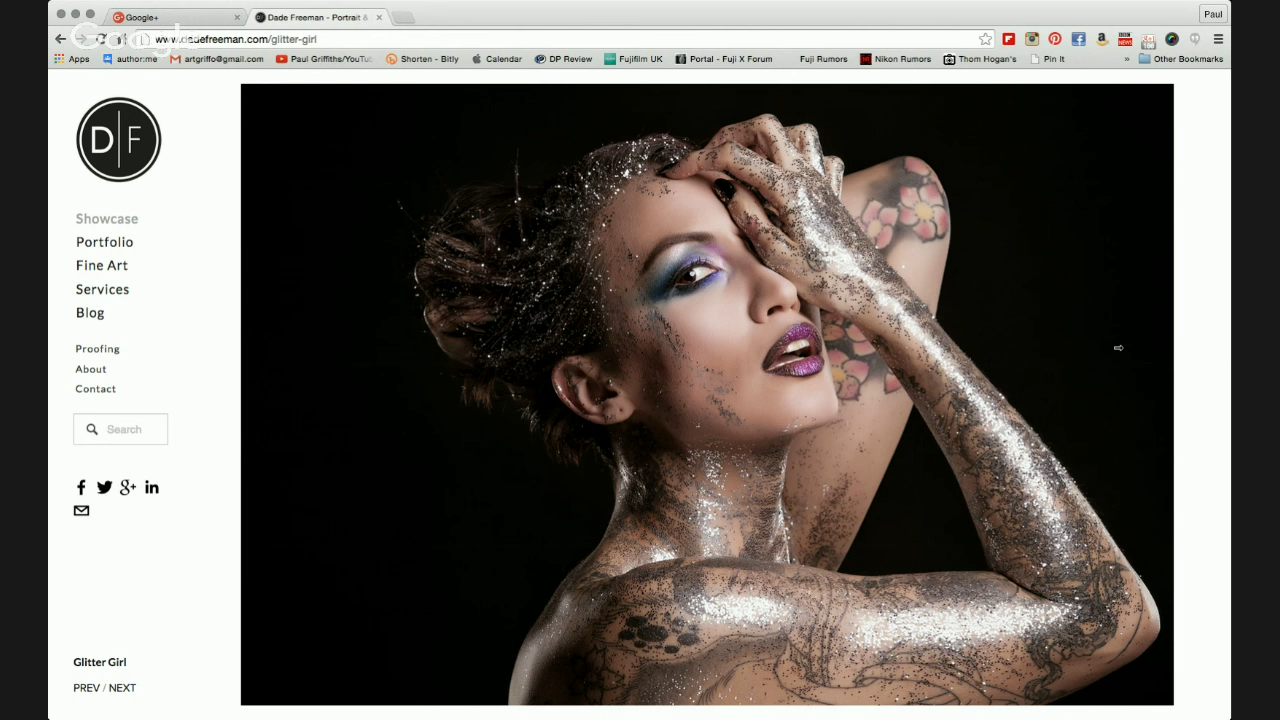 Google+
Dade Freeman - Portrait &
Paul
Google
www.dadefreeman.com/glitter-girl
Apps
author:me
artgriffo@gmail.com
Paul Griffiths/YouTu
Shorten - Bitly
Calendar
DP Review
Fujifilm UK
Portal - Fuji X Forum
Fuji Rumors
Nikon Rumors
Thom Hogan's
Pin It
»
Other Bookmarks
D|F
Showcase
Portfolio
Fine Art
Services
Blog
Proofing
About
Contact
Search
Glitter Girl
PREV / NEXT